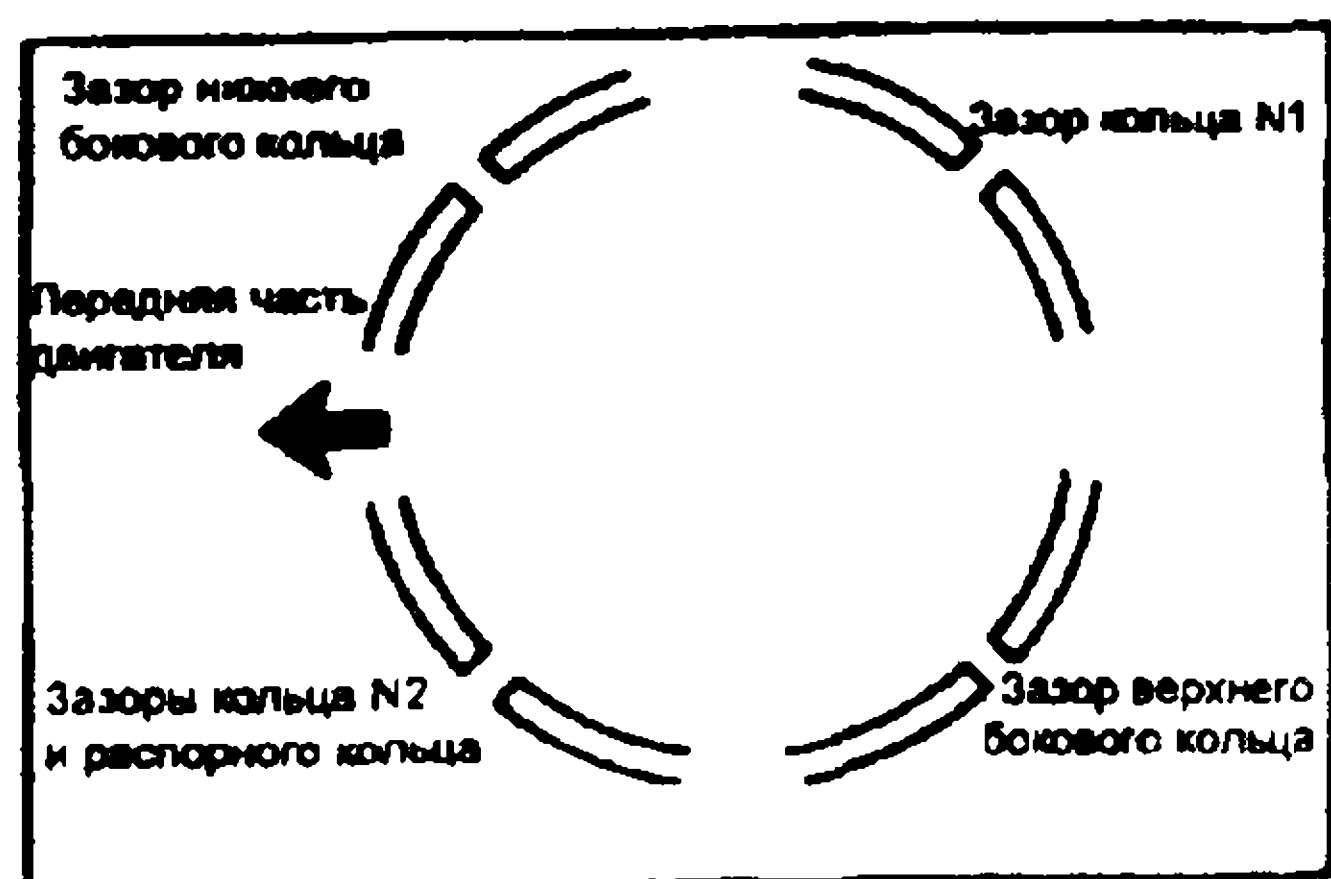 Зазор нижнего
бокового кольца
Зазор кольца N1
Передняя часть
двигателя
Зазоры кольца N2
и распорного кольца
Зазор верхнего
бокового кольца